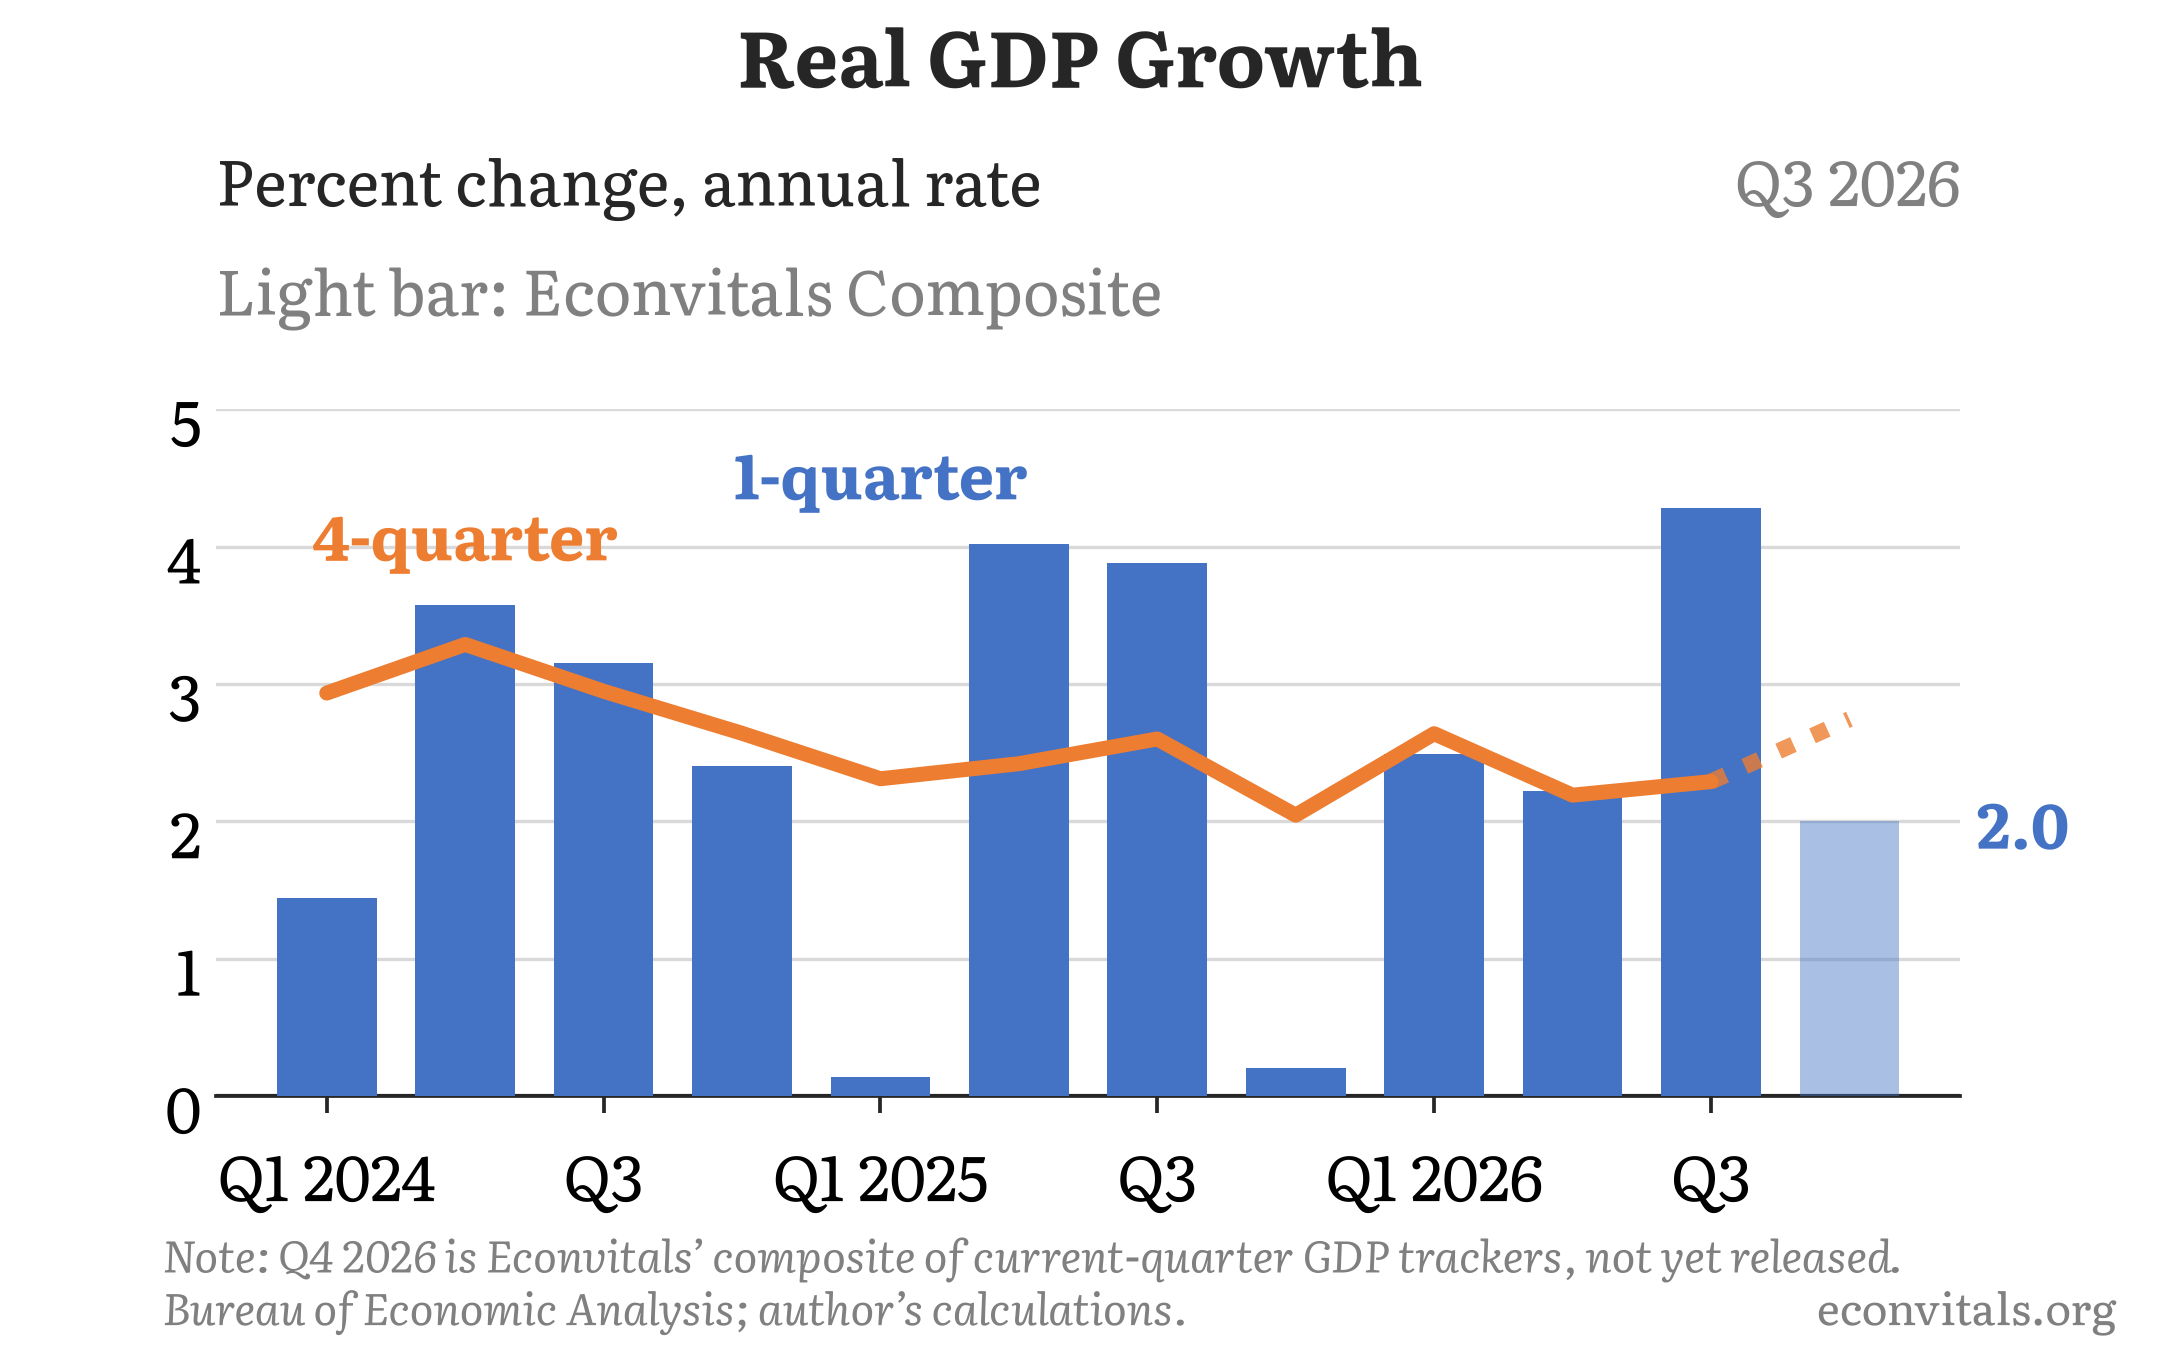 Real GDP Growth
Percent change, annual rate
Q3 2026
Light bar: Econvitals Composite
5
1-quarter
4-quarter
4
3
2
2.0
1
0
Q1 2024
Q3
Q1 2025
Q3
Q1 2026
Q3
Note: Q4 2026 is Econvitals’ composite of current-quarter GDP trackers, not yet released.
Bureau of Economic Analysis; author’s calculations.
econvitals.org